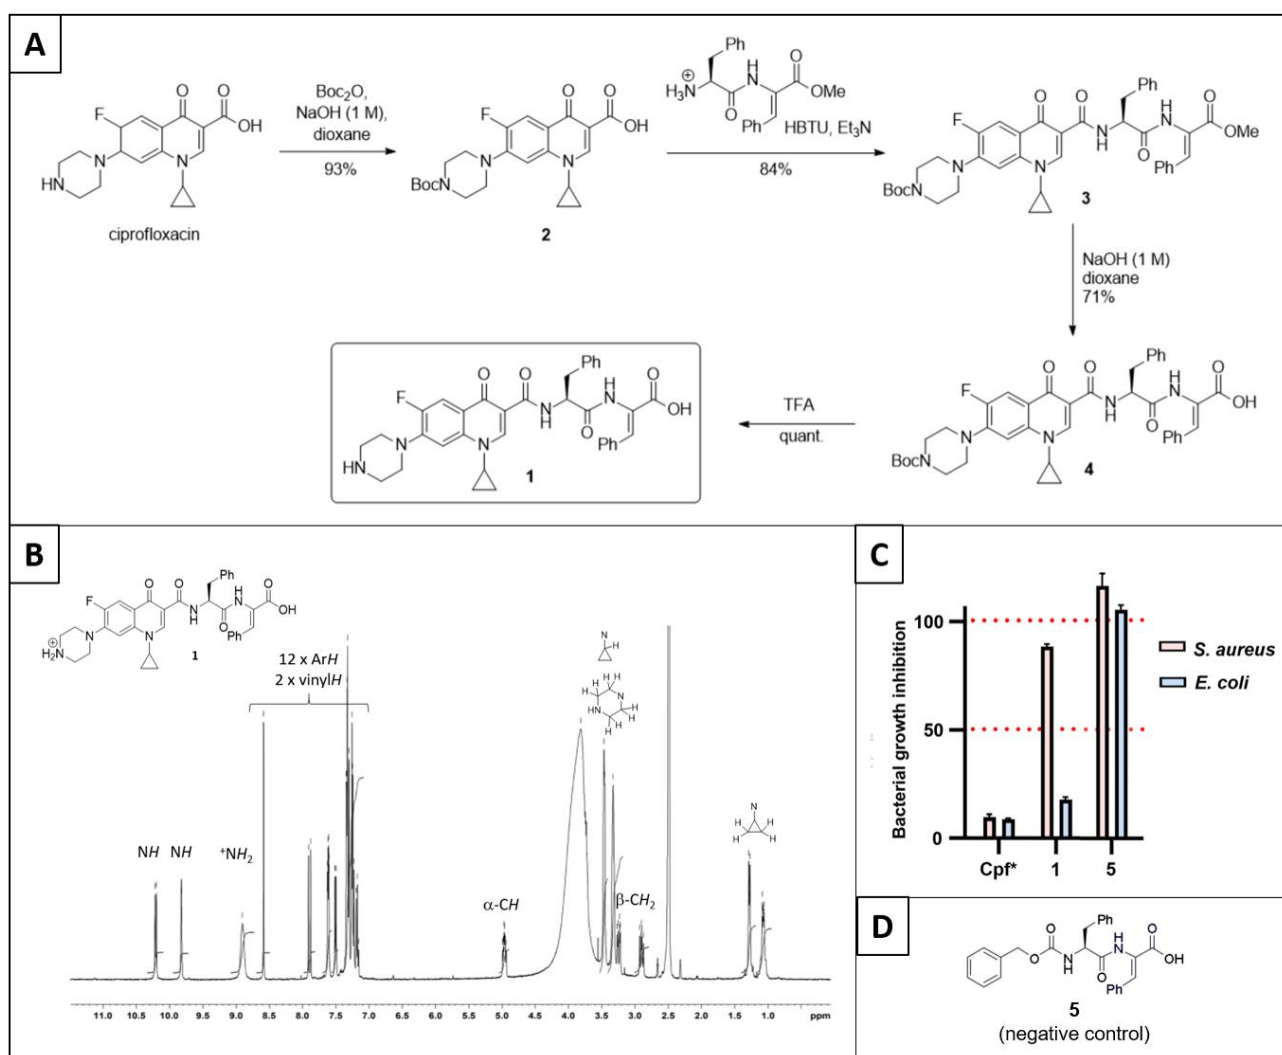 A
Boc2O,
NaOH (1 M),
dioxane
93%
F
O
O
OH
N
HN
N
ciprofloxacin
F
O
O
OH
N
BocN
N
2
Ph
H3N
⊕
H
N
O
O
OMe
Ph
HBTU, Et3N
84%
F
O
O
N
H
Ph
O
H
N
O
OMe
Ph
N
BocN
N
3
NaOH (1 M)
dioxane
71%
F
O
O
N
H
Ph
O
H
N
O
OH
Ph
N
BocN
N
4
TFA
quant.
F
O
O
N
H
Ph
O
H
N
O
OH
Ph
N
HN
N
1
B
F
O
O
N
H
Ph
O
H
N
O
OH
Ph
N
⊕
H2N
N
1
12 x ArH
2 x vinylH
NH
NH
+NH2
α-CH
β-CH2
N
H
H H H H
N
HN
H H H H
N
H H
H H
11.0 10.5 10.0 9.5 9.0 8.5 8.0 7.5 7.0 6.5 6.0 5.5 5.0 4.5 4.0 3.5 3.0 2.5 2.0 1.5 1.0 ppm
C
Bacterial growth inhibition
100
50
0
Cpf* 1 5
S. aureus
E. coli
D
O
O
N
H
Ph
O
H
N
O
OH
Ph
5
(negative control)